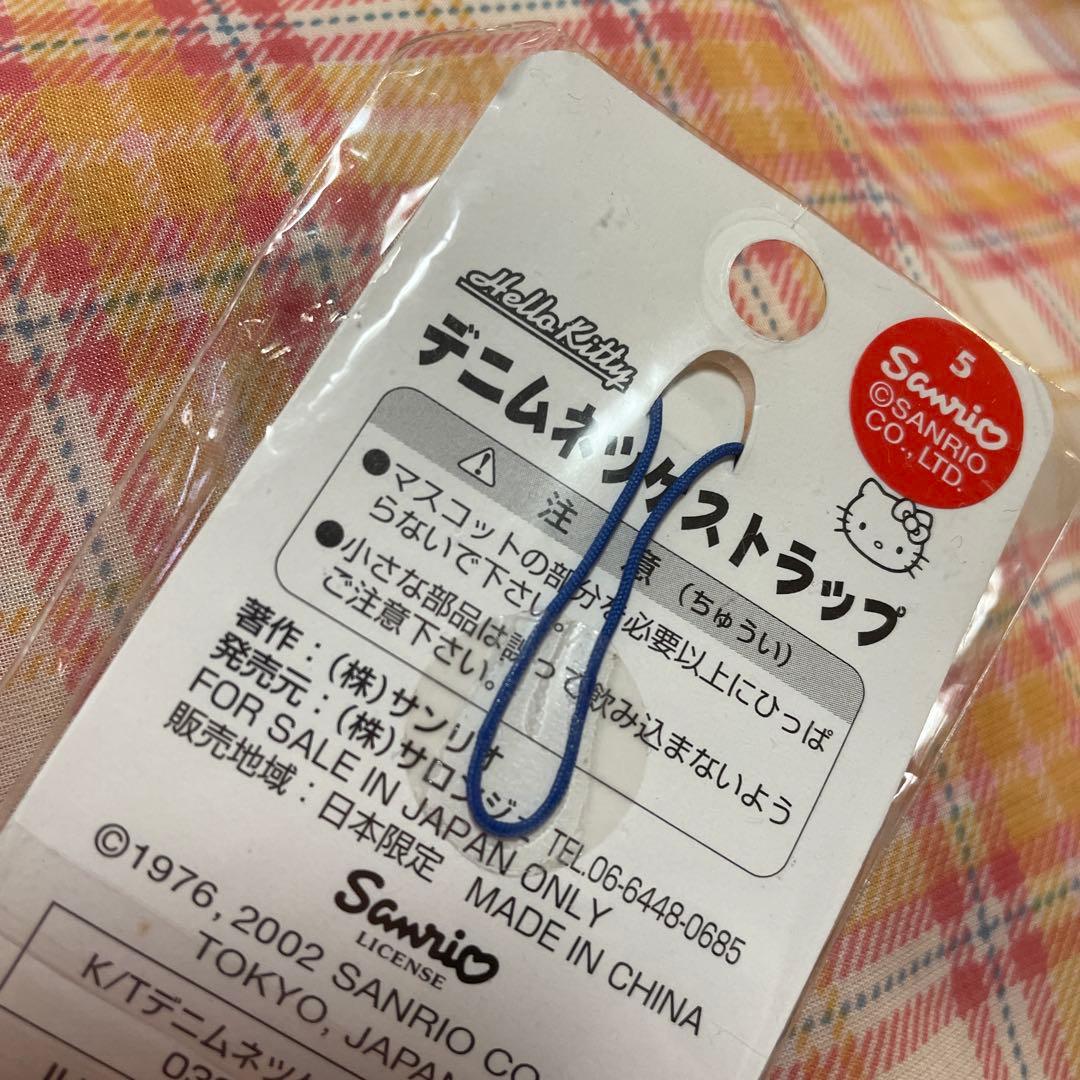 Hello Kitty
デニムネックストラップ
5
Sanrio
©SANRIO
CO., LTD.
注意(ちゅうい)
●マスコットの部分を必要以上にひっぱ
らないで下さい。
●小さな部品は誤って飲み込まないよう
ご注意下さい。
著作:(株)サンリオ
発売元:(株)サロンジェ TEL.06-6448-0685
FOR SALE IN JAPAN ONLY
販売地域:日本限定 MADE IN CHINA
Sanrio
LICENSE
©1976, 2002 SANRIO CO
TOKYO, JAPAN
K/Tデニムネッ
03